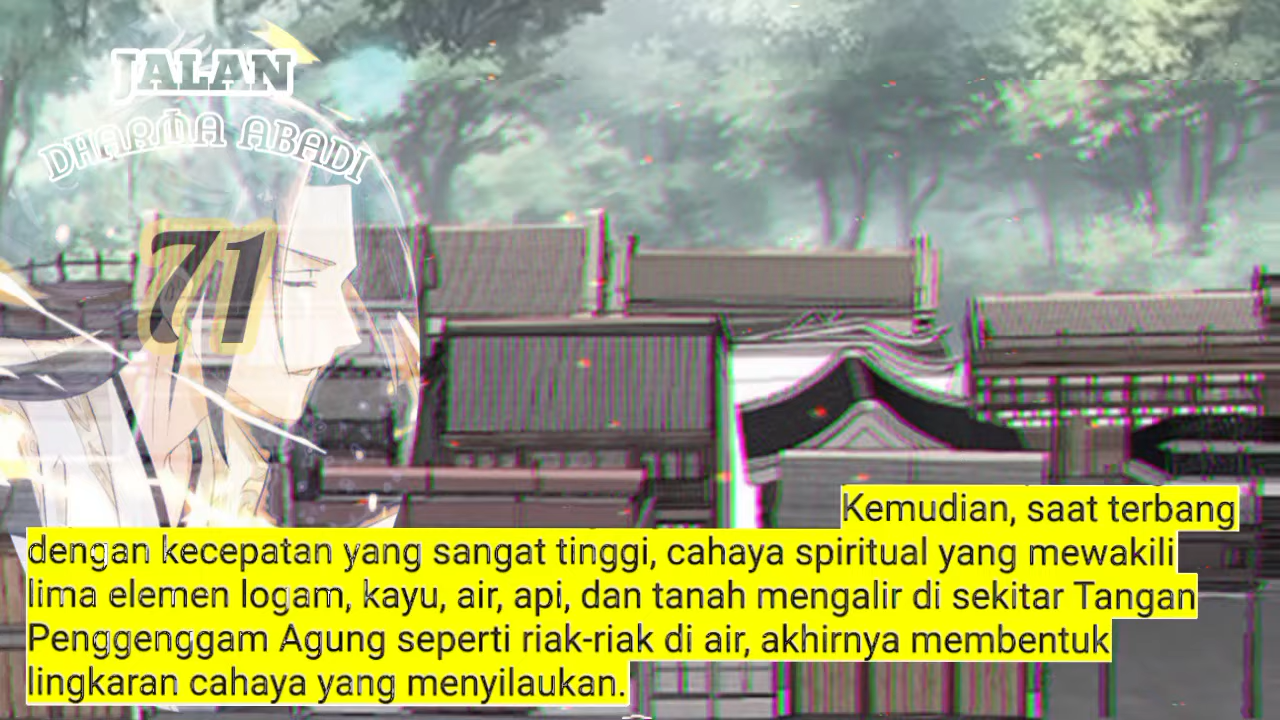 JALAN
DHARMA ABADI
71
Kemudian, saat terbang
dengan kecepatan yang sangat tinggi, cahaya spiritual yang mewakili
lima elemen logam, kayu, air, api, dan tanah mengalir di sekitar Tangan
Penggenggam Agung seperti riak-riak di air, akhirnya membentuk
lingkaran cahaya yang menyilaukan.